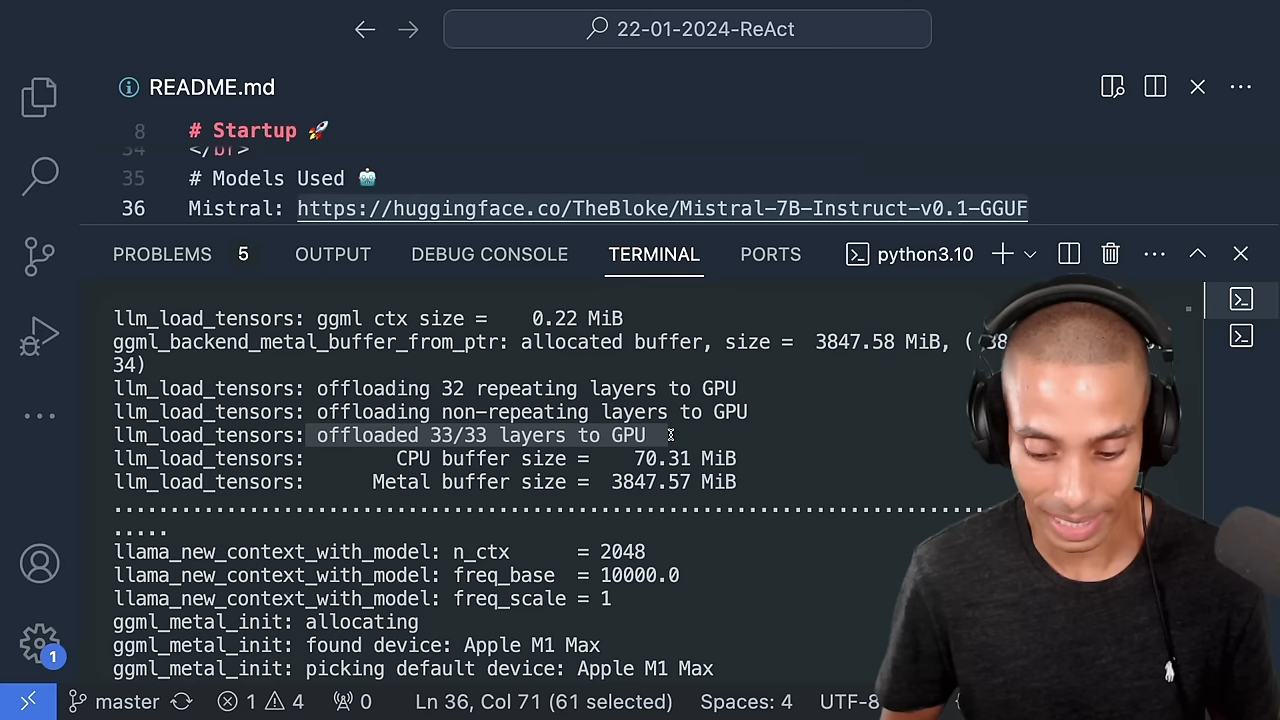 22-01-2024-ReAct
README.md
8 # Startup 🚀
34 </br>
35 # Models Used 🧁
36 Mistral: https://huggingface.co/TheBloke/Mistral-7B-Instruct-v0.1-GGUF
PROBLEMS 5 OUTPUT DEBUG CONSOLE TERMINAL PORTS python3.10
llm_load_tensors: ggml ctx size =    0.22 MiB
ggml_backend_metal_buffer_from_ptr: allocated buffer, size =  3847.58 MiB, (
34)
llm_load_tensors: offloading 32 repeating layers to GPU
llm_load_tensors: offloading non-repeating layers to GPU
llm_load_tensors: offloaded 33/33 layers to GPU
llm_load_tensors:        CPU buffer size =    70.31 MiB
llm_load_tensors:      Metal buffer size =  3847.57 MiB
.............................................................................
.....
llama_new_context_with_model: n_ctx      = 2048
llama_new_context_with_model: freq_base  = 10000.0
llama_new_context_with_model: freq_scale = 1
ggml_metal_init: allocating
ggml_metal_init: found device: Apple M1 Max
ggml_metal_init: picking default device: Apple M1 Max
1
master 1 4 0 Ln 36, Col 71 (61 selected) Spaces: 4 UTF-8